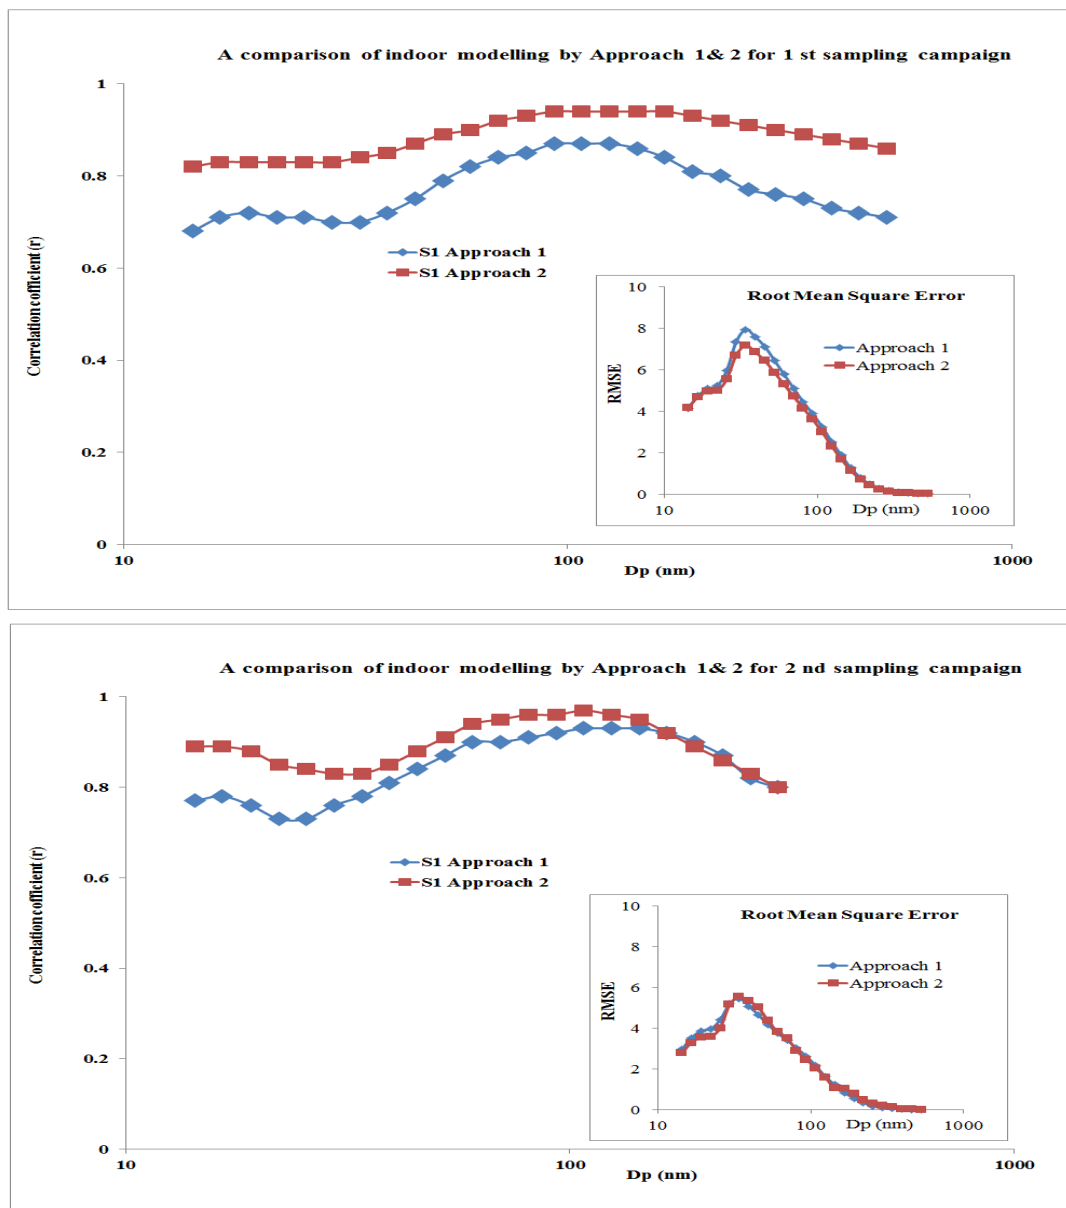 A comparison of indoor modelling by Approach 1& 2 for 1 st sampling campaign
1
0.8
0.6
0.4
0.2
0
Correlation cofficient (r)
S1 Approach 1
S1 Approach 2
10
100
1000
Dp (nm)
Root Mean Square Error
10
8
6
4
2
0
RMSE
Approach 1
Approach 2
10
100
1000
Dp (nm)
A comparison of indoor modelling by Approach 1& 2 for 2 nd sampling campaign
1
0.8
0.6
0.4
0.2
0
Correlation cofficient (r)
S1 Approach 1
S1 Approach 2
10
100
1000
Dp (nm)
Root Mean Square Error
10
8
6
4
2
0
RMSE
Approach 1
Approach 2
10
100
1000
Dp (nm)